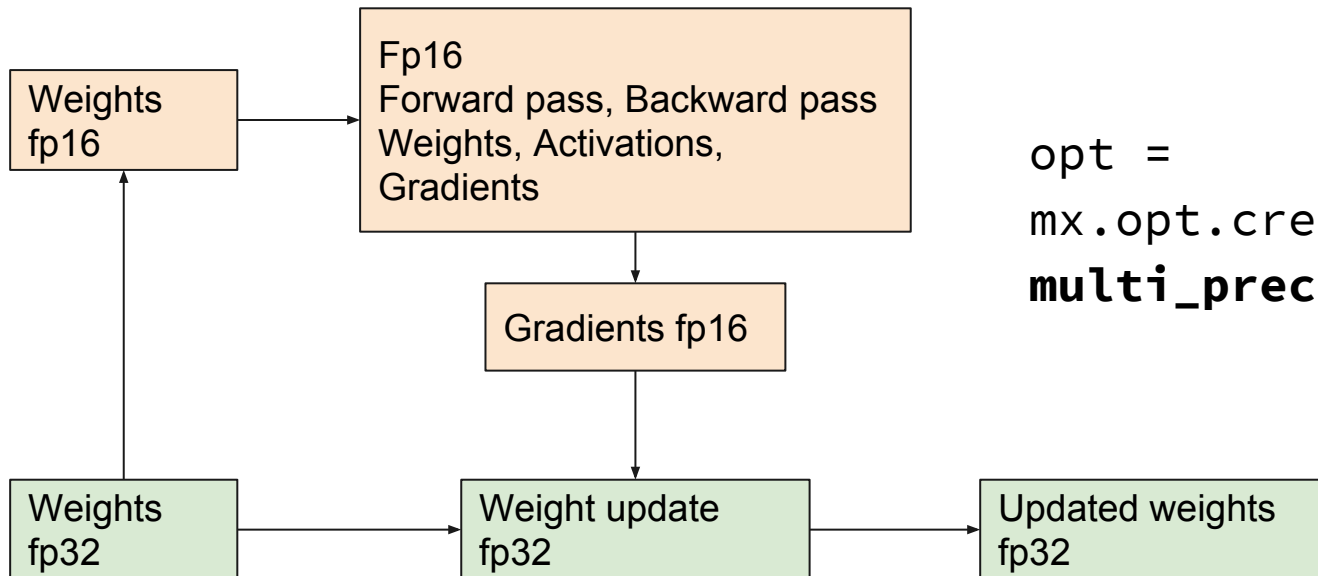 Fp16
Forward pass, Backward pass
Weights, Activations,
Gradients
Weights
fp16
opt =
mx.opt.cre
multi_prec
Gradients fp16
Weights
fp32
Weight update
fp32
Updated weights
fp32